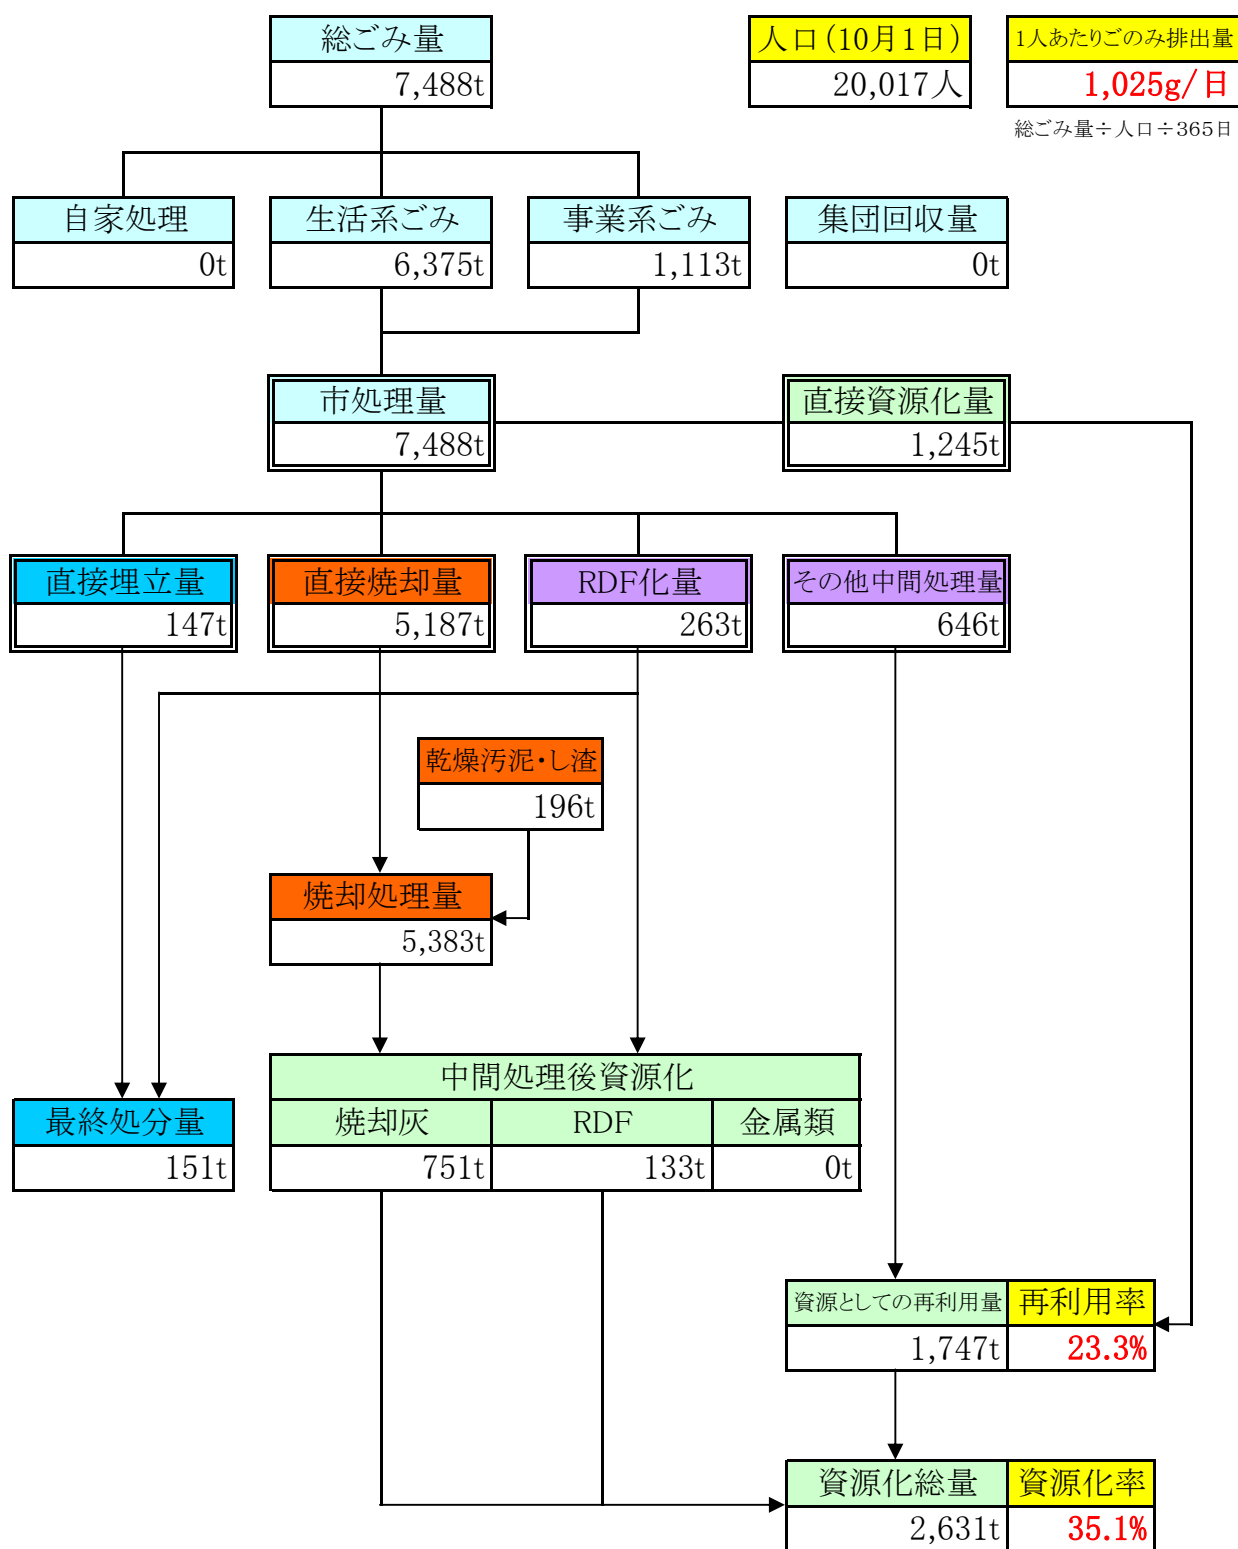 総ごみ量
7,488t
人口(10月1日)
20,017人
1人あたりごのみ排出量
1,025g/日
総ごみ量÷人口÷365日
自家処理
0t
生活系ごみ
6,375t
事業系ごみ
1,113t
集団回収量
0t
市処理量
7,488t
直接資源化量
1,245t
直接埋立量
147t
直接焼却量
5,187t
RDF化量
263t
その他中間処理量
646t
乾燥汚泥・し渣
196t
焼却処理量
5,383t
中間処理後資源化
焼却灰 RDF 金属類
751t 133t 0t
最終処分量
151t
資源としての再利用量 再利用率
1,747t 23.3%
資源化総量 資源化率
2,631t 35.1%